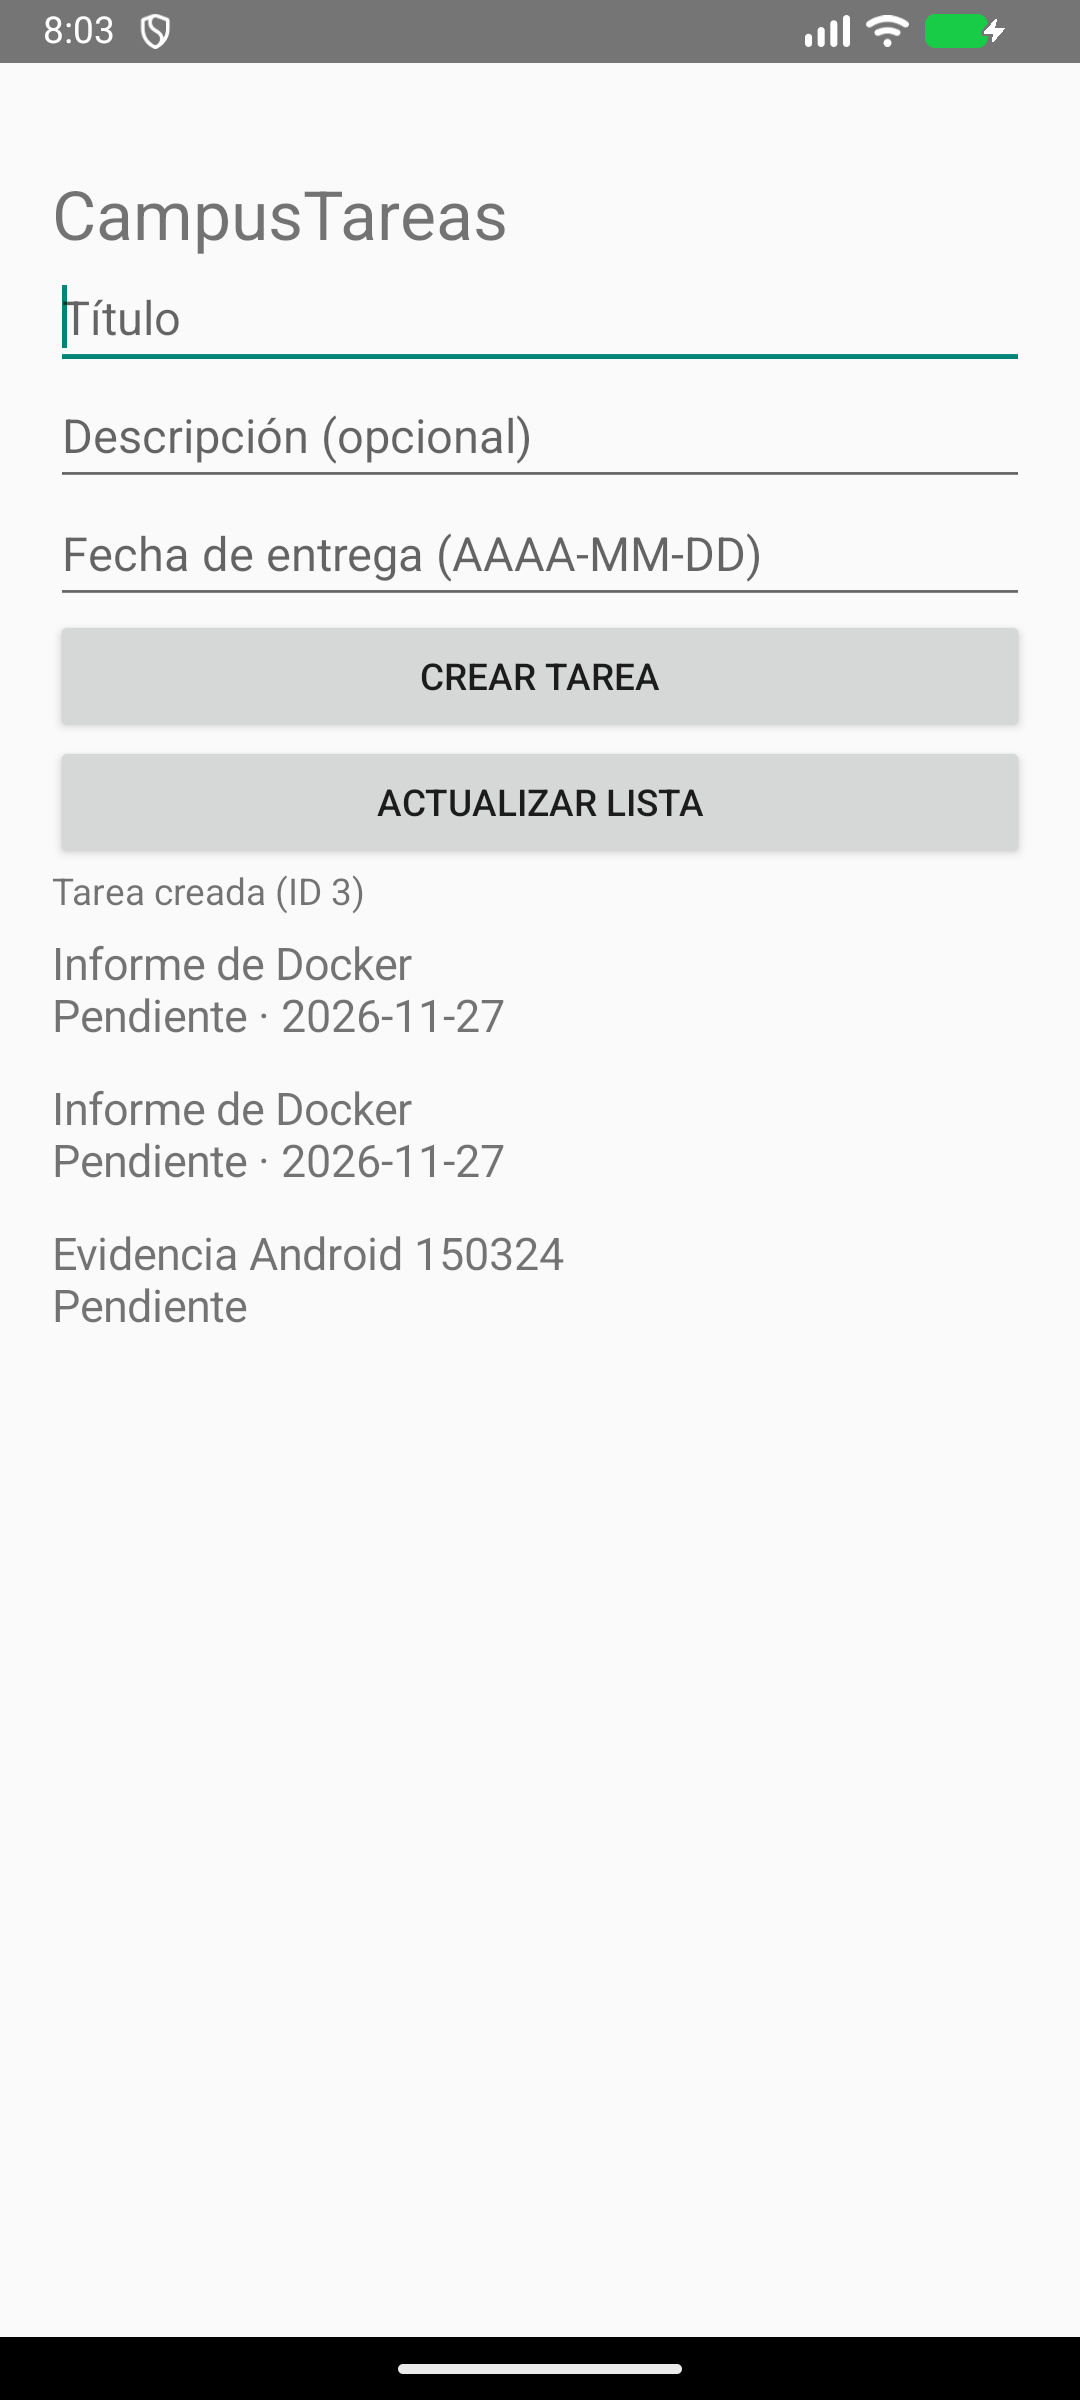 8:03
CampusTareas
Título
Descripción (opcional)
Fecha de entrega (AAAA-MM-DD)
CREAR TAREA
ACTUALIZAR LISTA
Tarea creada (ID 3)
Informe de Docker
Pendiente · 2026-11-27
Informe de Docker
Pendiente · 2026-11-27
Evidencia Android 150324
Pendiente